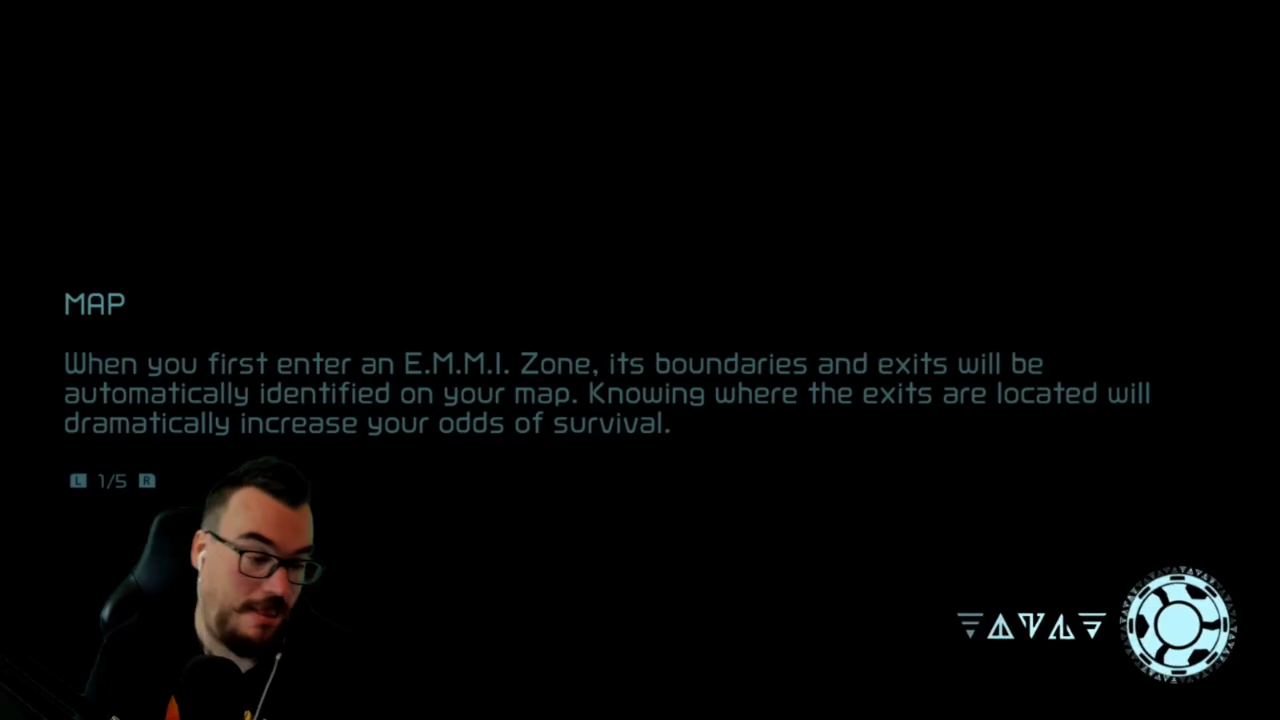 MAP
When you first enter an E.M.M.I. Zone, its boundaries and exits will be
automatically identified on your map. Knowing where the exits are located will
dramatically increase your odds of survival.
L 1/5 R